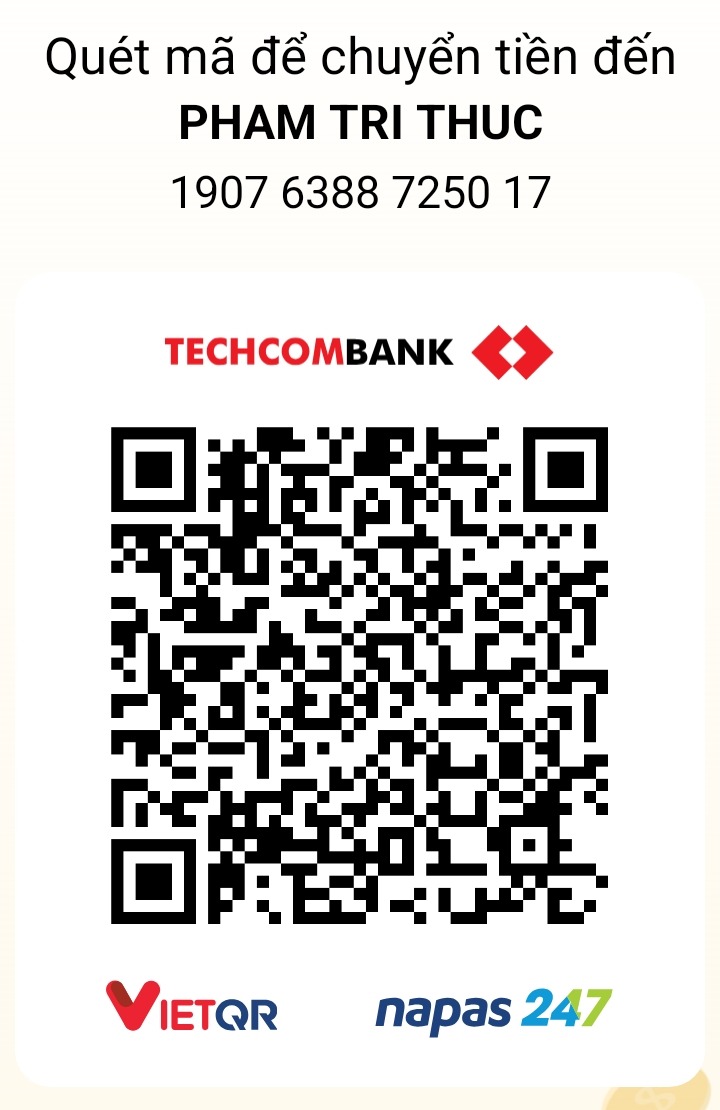 Quét mã để chuyển tiền đến
PHAM TRI THUC
1907 6388 7250 17
TECHCOMBANK
VIETQR
napas 247